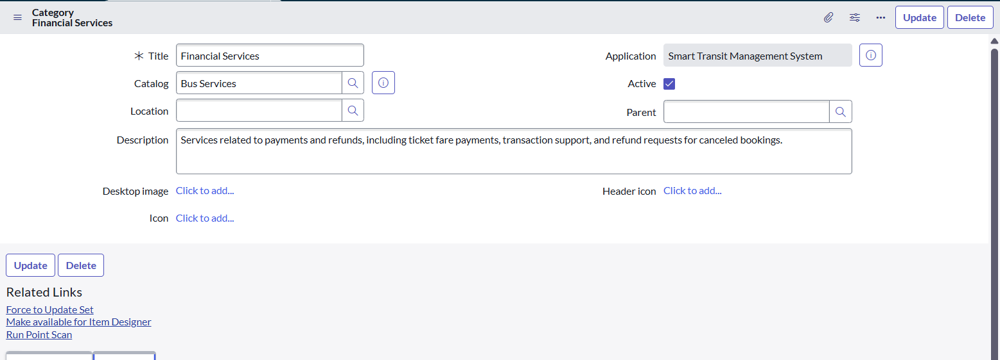 Category
Financial Services
Update Delete
Title Financial Services Application Smart Transit Management System
Catalog Bus Services Active
Location Parent
Description Services related to payments and refunds, including ticket fare payments, transaction support, and refund requests for canceled bookings.
Desktop image Click to add... Header icon Click to add...
Icon Click to add...
Update Delete
Related Links
Force to Update Set
Make available for Item Designer
Run Point Scan